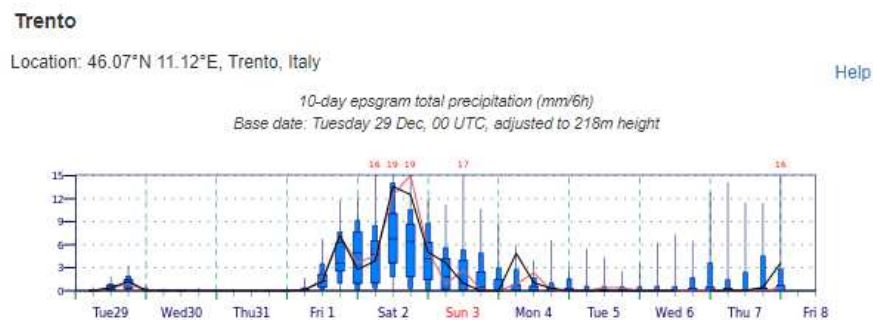 Trento
Location: 46.07°N 11.12°E, Trento, Italy
Help
10-day epsgram total precipitation (mm/6h)
Base date: Tuesday 29 Dec, 00 UTC, adjusted to 218m height
16 19 19 17 16
15
12
9
6
3
0
Tue29 Wed30 Thu31 Fri 1 Sat 2 Sun 3 Mon 4 Tue 5 Wed 6 Thu 7 Fri 8